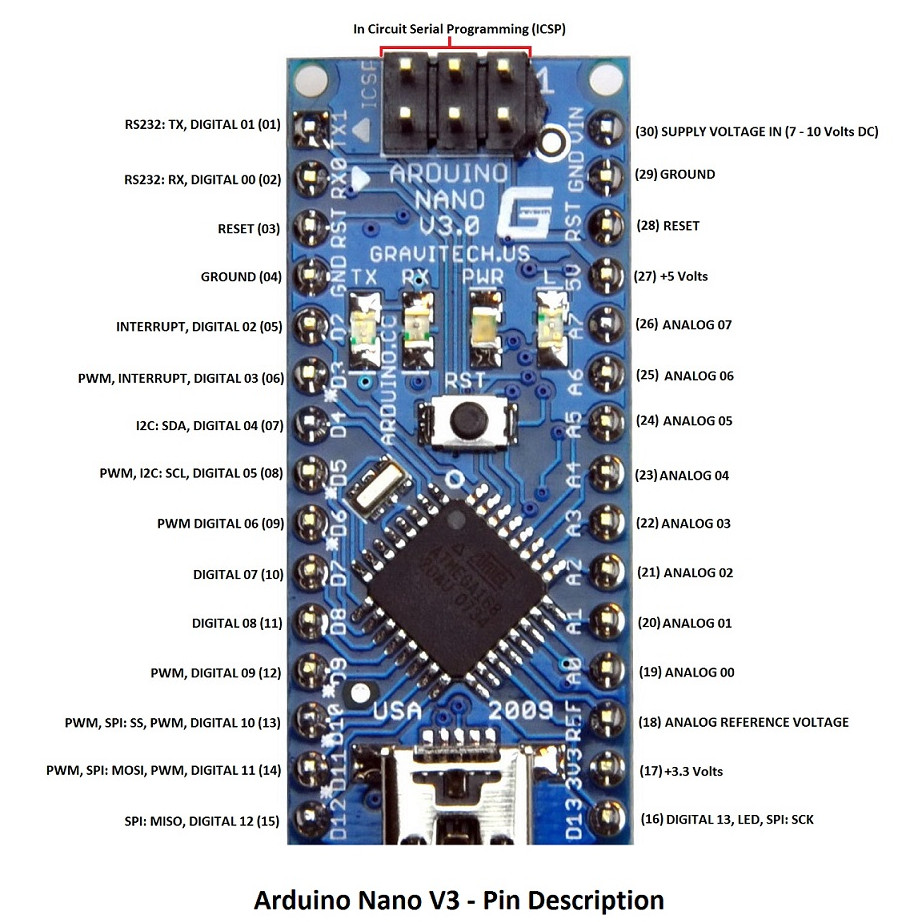 In Circuit Serial Programming (ICSP)
RS232: TX, DIGITAL 01 (01)
RS232: RX, DIGITAL 00 (02)
RESET (03)
GROUND (04)
INTERRUPT, DIGITAL 02 (05)
PWM, INTERRUPT, DIGITAL 03 (06)
I2C: SDA, DIGITAL 04 (07)
PWM, I2C: SCL, DIGITAL 05 (08)
PWM DIGITAL 06 (09)
DIGITAL 07 (10)
DIGITAL 08 (11)
PWM, DIGITAL 09 (12)
PWM, SPI: SS, PWM, DIGITAL 10 (13)
PWM, SPI: MOSI, PWM, DIGITAL 11 (14)
SPI: MISO, DIGITAL 12 (15)
ICSP
1
TX1
RX0
RST
GND
D2
*D3
D4
*D5
*D6
D7
D8
*D9
*D10
*D11
D12
ARDUINO
NANO
V3.0
G
GRAVITECH.US
TX RX PWR L
ARDUINO.CC
RST
ATMEGA168
20AU 0734
USA 2009
VIN
GND
RST
5V
A7
A6
A5
A4
A3
A2
A1
A0
REF
3V3
D13
(30) SUPPLY VOLTAGE IN (7 - 10 Volts DC)
(29) GROUND
(28) RESET
(27) +5 Volts
(26) ANALOG 07
(25) ANALOG 06
(24) ANALOG 05
(23) ANALOG 04
(22) ANALOG 03
(21) ANALOG 02
(20) ANALOG 01
(19) ANALOG 00
(18) ANALOG REFERENCE VOLTAGE
(17) +3.3 Volts
(16) DIGITAL 13, LED, SPI: SCK
Arduino Nano V3 - Pin Description